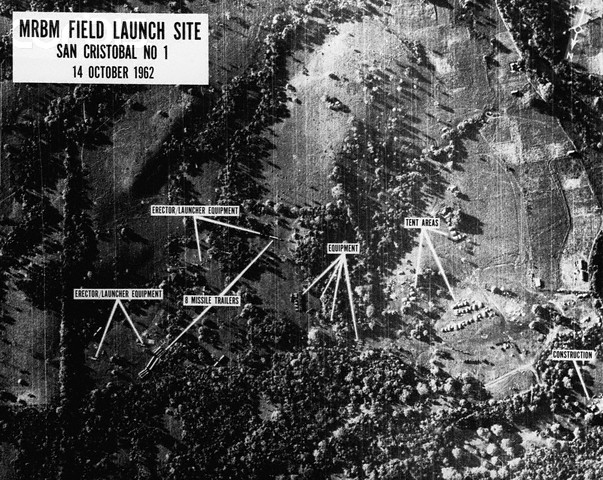 MRBM FIELD LAUNCH SITE
SAN CRISTOBAL NO 1
14 OCTOBER 1962
ERECTOR/LAUNCHER EQUIPMENT
TENT AREAS
EQUIPMENT
ERECTOR/LAUNCHER EQUIPMENT
8 MISSILE TRAILERS
CONSTRUCTION